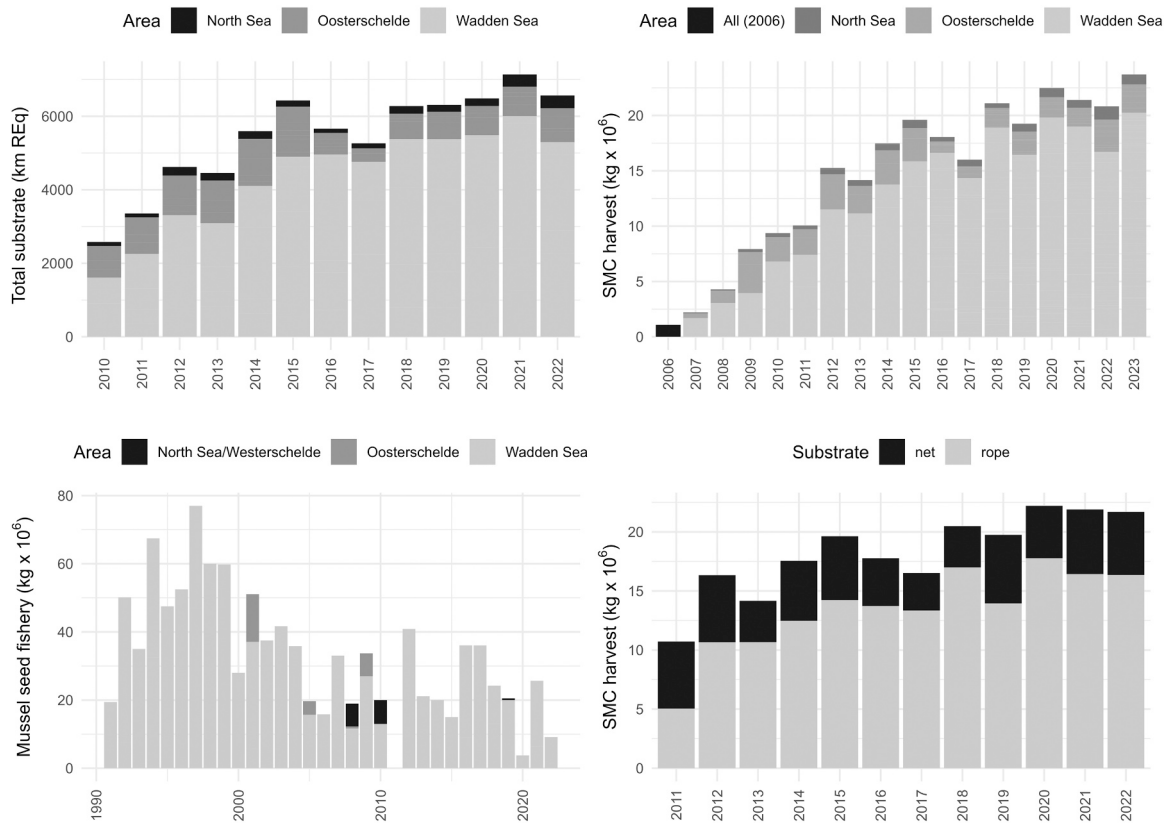 Area North Sea Oosterschelde Wadden Sea
Total substrate (km REq)
6000
4000
2000
0
2010 2011 2012 2013 2014 2015 2016 2017 2018 2019 2020 2021 2022
Area All (2006) North Sea Oosterschelde Wadden Sea
SMC harvest (kg x 10⁶)
20
15
10
5
0
2006 2007 2008 2009 2010 2011 2012 2013 2014 2015 2016 2017 2018 2019 2020 2021 2022 2023
Area North Sea/Westerschelde Oosterschelde Wadden Sea
Mussel seed fishery (kg x 10⁶)
80
60
40
20
0
1990 2000 2010 2020
Substrate net rope
SMC harvest (kg x 10⁶)
20
15
10
5
0
2011 2012 2013 2014 2015 2016 2017 2018 2019 2020 2021 2022